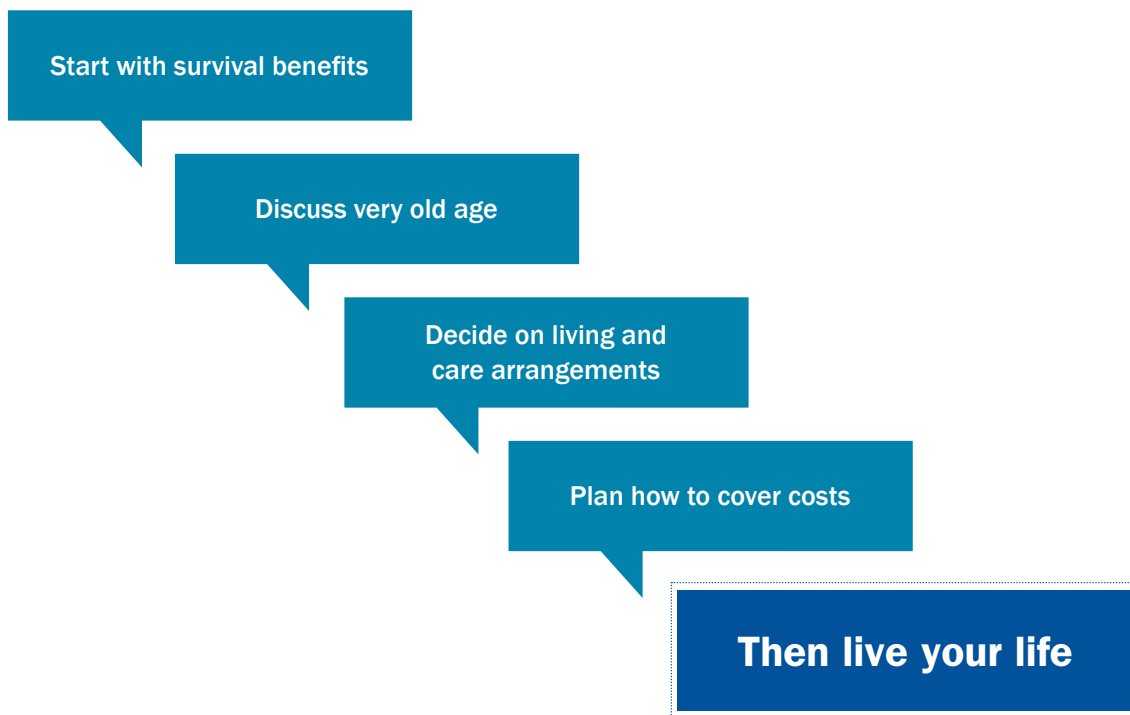 Start with survival benefits
Discuss very old age
Decide on living and
care arrangements
Plan how to cover costs
Then live your life